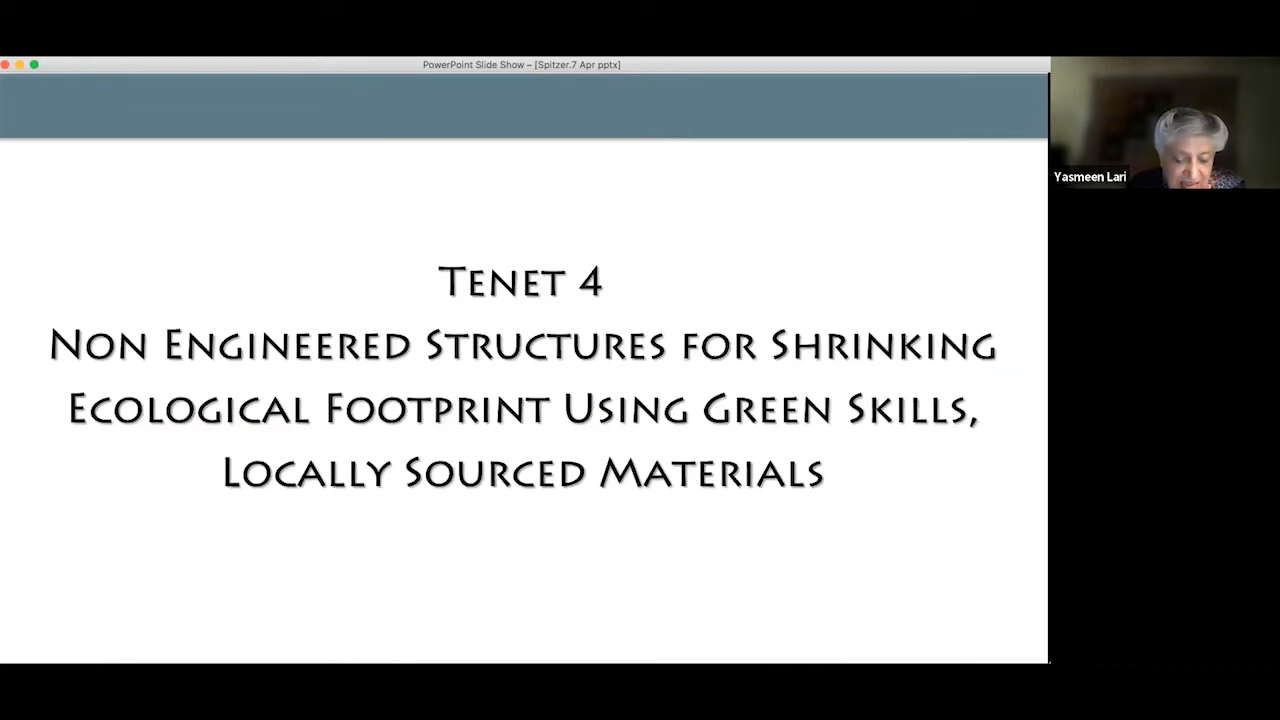 PowerPoint Slide Show – [Spitzer.7 Apr pptx]
Yasmeen Lari
Tenet 4
Non Engineered Structures for Shrinking
Ecological Footprint Using Green Skills,
Locally Sourced Materials